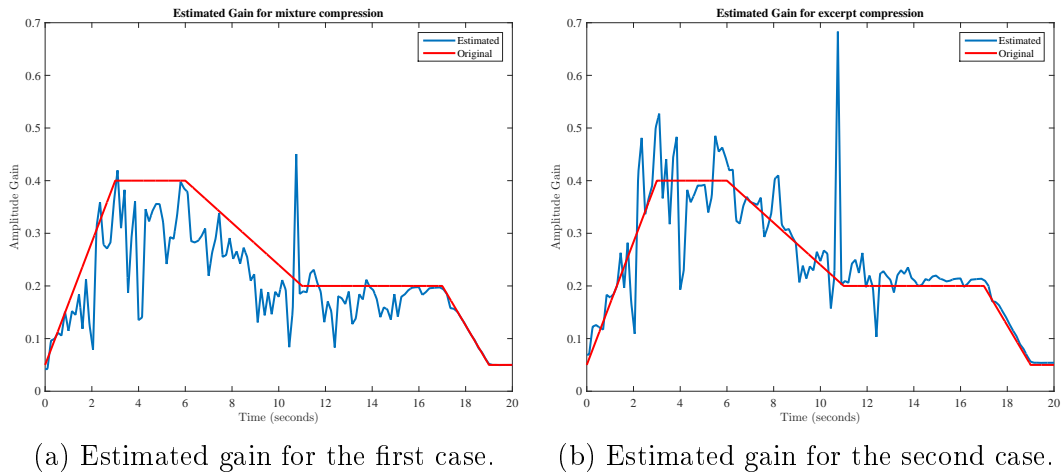 Estimated Gain for mixture compression
0.7
0.6
0.5
0.4
0.3
0.2
0.1
0
Amplitude Gain
Estimated
Original
0 2 4 6 8 10 12 14 16 18 20
Time (seconds)
(a) Estimated gain for the first case.
Estimated Gain for excerpt compression
0.7
0.6
0.5
0.4
0.3
0.2
0.1
0
Amplitude Gain
Estimated
Original
0 2 4 6 8 10 12 14 16 18 20
Time (seconds)
(b) Estimated gain for the second case.